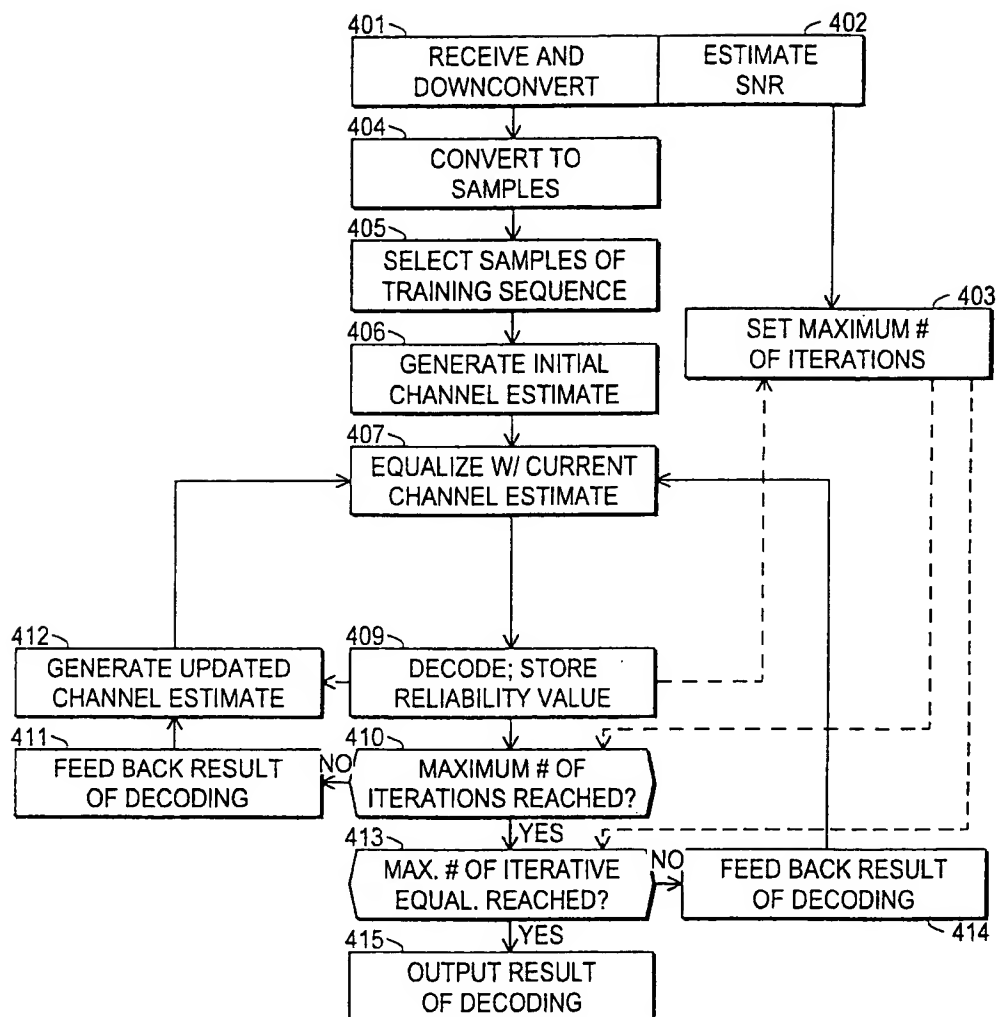 401
RECEIVE AND
DOWNCONVERT
402
ESTIMATE
SNR
404
CONVERT TO
SAMPLES
405
SELECT SAMPLES OF
TRAINING SEQUENCE
403
SET MAXIMUM #
OF ITERATIONS
406
GENERATE INITIAL
CHANNEL ESTIMATE
407
EQUALIZE W/ CURRENT
CHANNEL ESTIMATE
412
GENERATE UPDATED
CHANNEL ESTIMATE
409
DECODE; STORE
RELIABILITY VALUE
411
FEED BACK RESULT
OF DECODING
NO
410
MAXIMUM # OF
ITERATIONS REACHED?
YES
413
MAX. # OF ITERATIVE
EQUAL. REACHED?
NO
FEED BACK RESULT
OF DECODING
414
YES
415
OUTPUT RESULT
OF DECODING